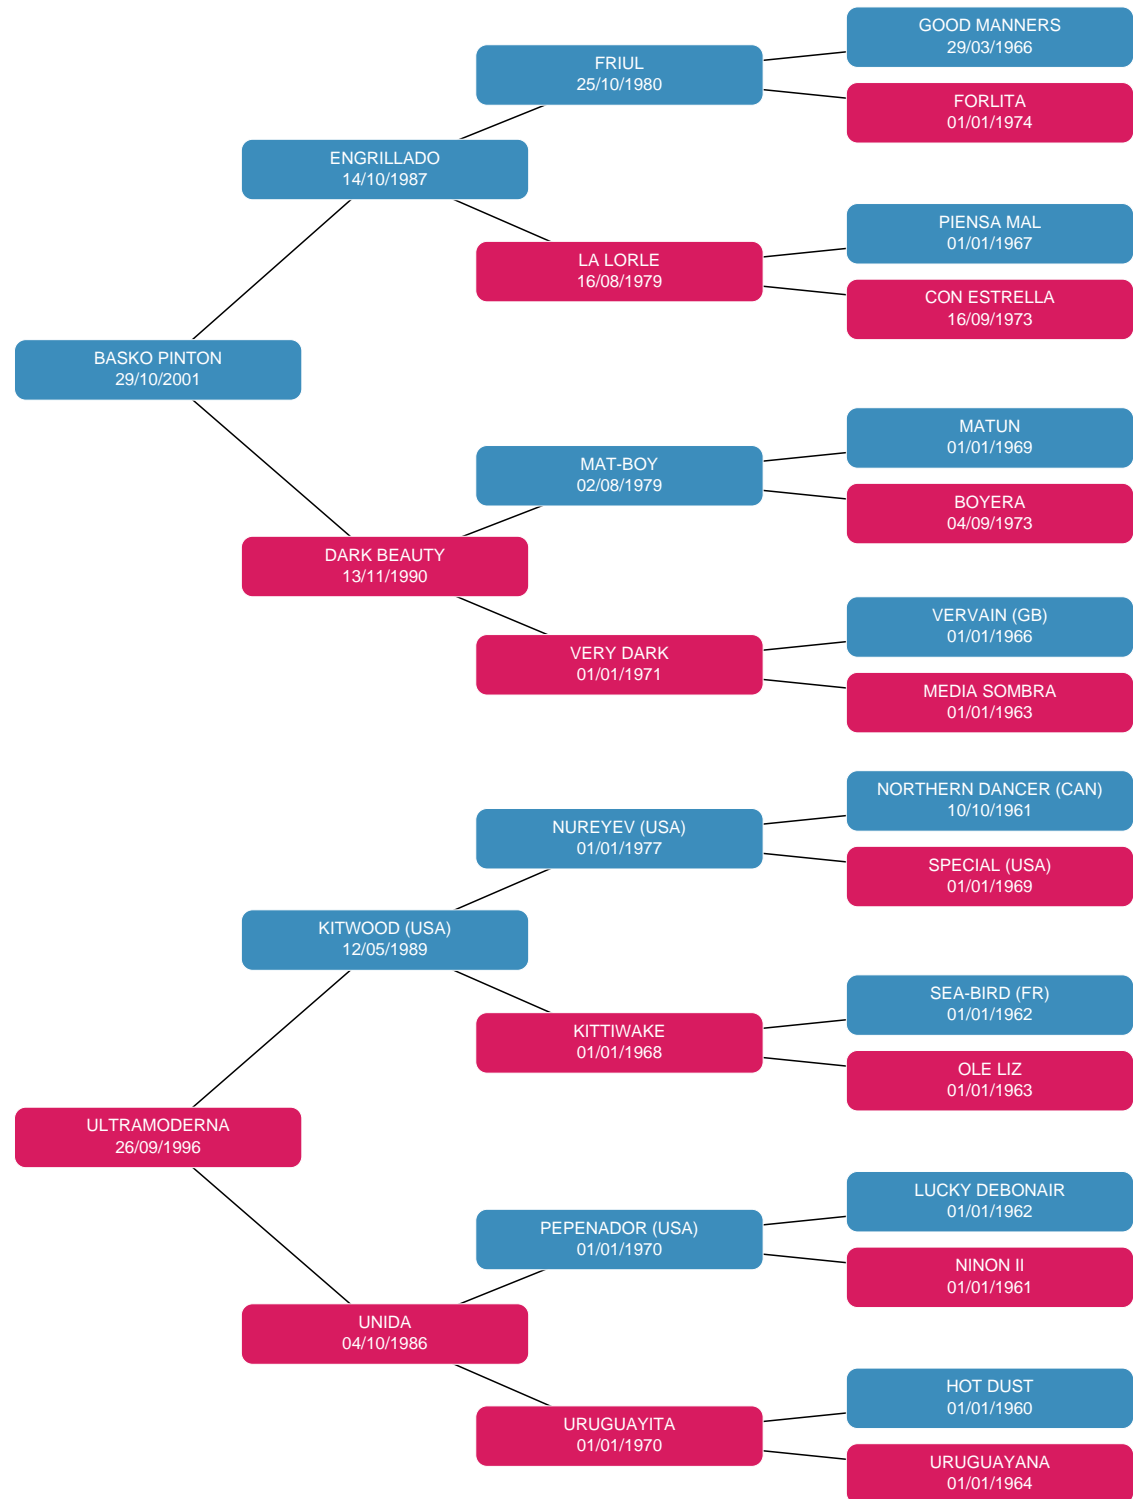 GOOD MANNERS
29/03/1966
FRIUL
25/10/1980
FORLITA
01/01/1974
ENGRILLADO
14/10/1987
PIENSA MAL
01/01/1967
LA LORLE
16/08/1979
CON ESTRELLA
16/09/1973
BASKO PINTON
29/10/2001
MATUN
01/01/1969
MAT-BOY
02/08/1979
BOYERA
04/09/1973
DARK BEAUTY
13/11/1990
VERVAIN (GB)
01/01/1966
VERY DARK
01/01/1971
MEDIA SOMBRA
01/01/1963
NORTHERN DANCER (CAN)
10/10/1961
NUREYEV (USA)
01/01/1977
SPECIAL (USA)
01/01/1969
KITWOOD (USA)
12/05/1989
SEA-BIRD (FR)
01/01/1962
KITTIWAKE
01/01/1968
OLE LIZ
01/01/1963
ULTRAMODERNA
26/09/1996
LUCKY DEBONAIR
01/01/1962
PEPENADOR (USA)
01/01/1970
NINON II
01/01/1961
UNIDA
04/10/1986
HOT DUST
01/01/1960
URUGUAYITA
01/01/1970
URUGUAYANA
01/01/1964